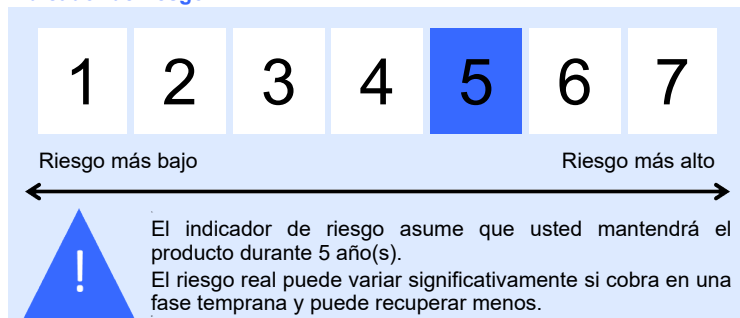 1 2 3 4 5 6 7
Riesgo más bajo Riesgo más alto
!
El indicador de riesgo asume que usted mantendrá el
producto durante 5 año(s).
El riesgo real puede variar significativamente si cobra en una
fase temprana y puede recuperar menos.